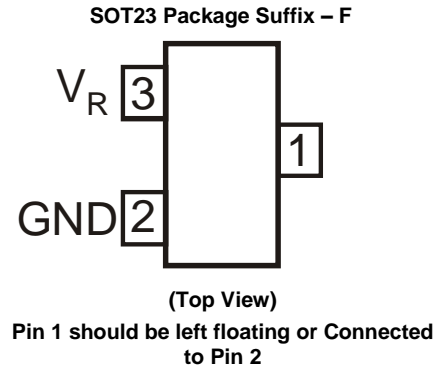 SOT23 Package Suffix – F
V_R 3
1
GND 2
(Top View)
Pin 1 should be left floating or Connected
to Pin 2